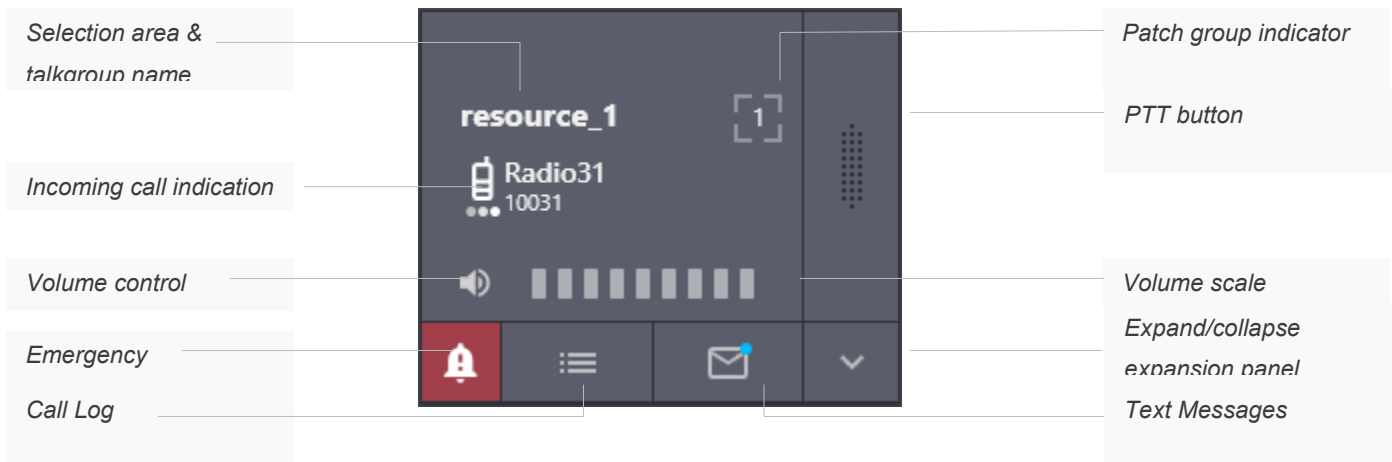 Selection area &
talkgroup name
Incoming call indication
Volume control
Emergency
Call Log
resource_1
1
Radio31
10031
Patch group indicator
PTT button
Volume scale
Expand/collapse
expansion panel
Text Messages